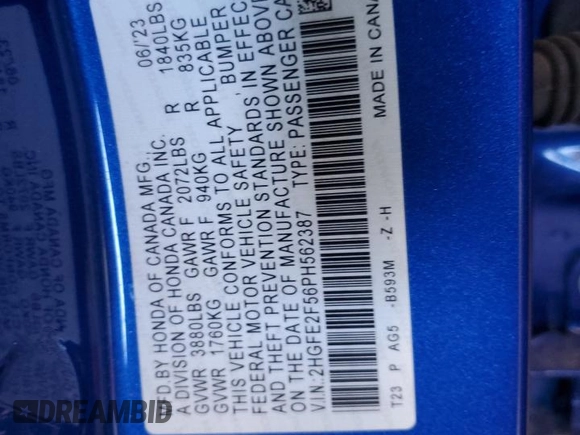 MFD.BY HONDA OF CANADA MFG., 06/'23
A DIVISION OF HONDA CANADA INC.
GVWR 3880LBS GAWR F 2072LBS R 1840LBS
GVWR 1760KG GAWR F 940KG R 835KG
THIS VEHICLE CONFORMS TO ALL APPLICABLE
FEDERAL MOTOR VEHICLE SAFETY , BUMPER
AND THEFT PREVENTION STANDARDS IN EFFEC
ON THE DATE OF MANUFACTURE SHOWN ABOVE
V.I.N:2HGFE2F56PH562387 TYPE: PASSENGER CA
T23 P AG5 -B593M -Z -H MADE IN CANA
DREAMBID